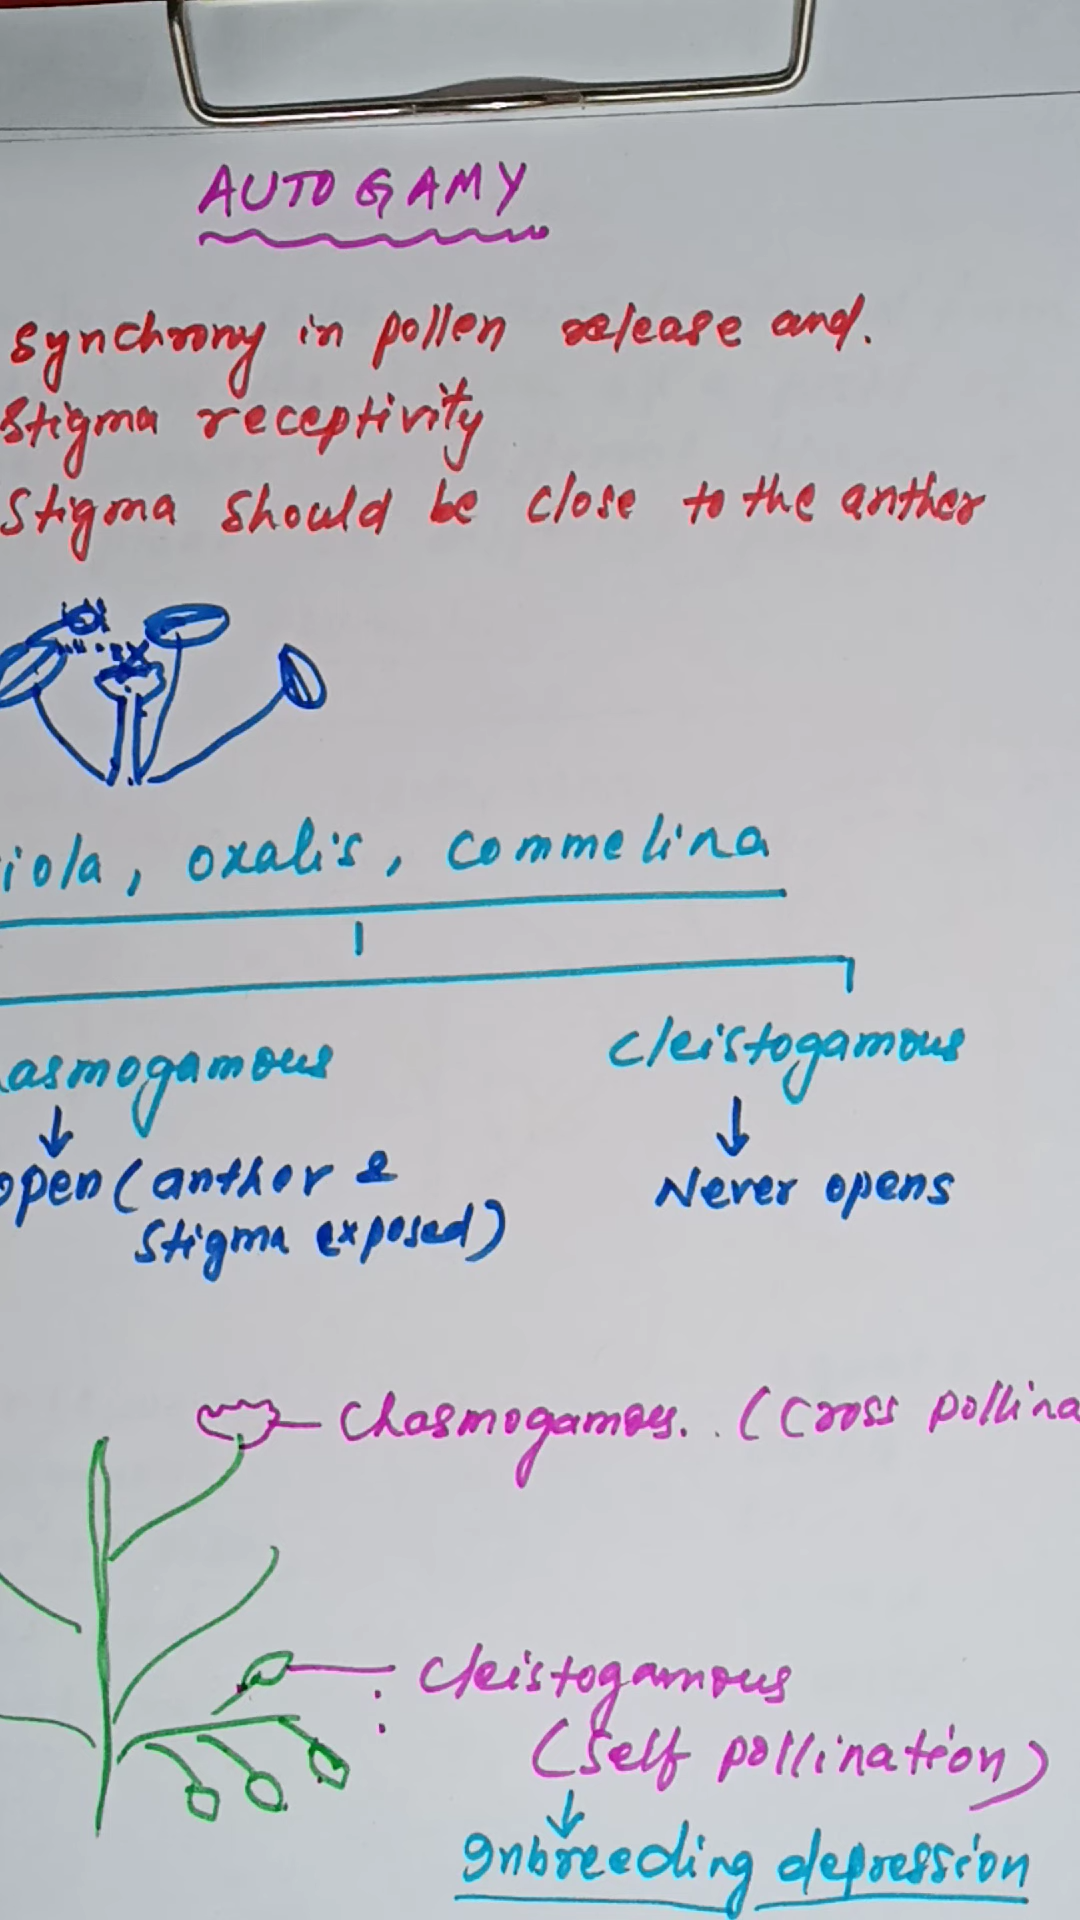 AUTOGAMY
synchrony in pollen release and.
Stigma receptivity
Stigma should be close to the anther
iola, oxalis, commelina
asmogamous
Cleistogamous
open (anther &
Stigma exposed)
Never opens
Chasmogamous. . (Cross pollina
Cleistogamous
(Self pollination)
Inbreeding depression